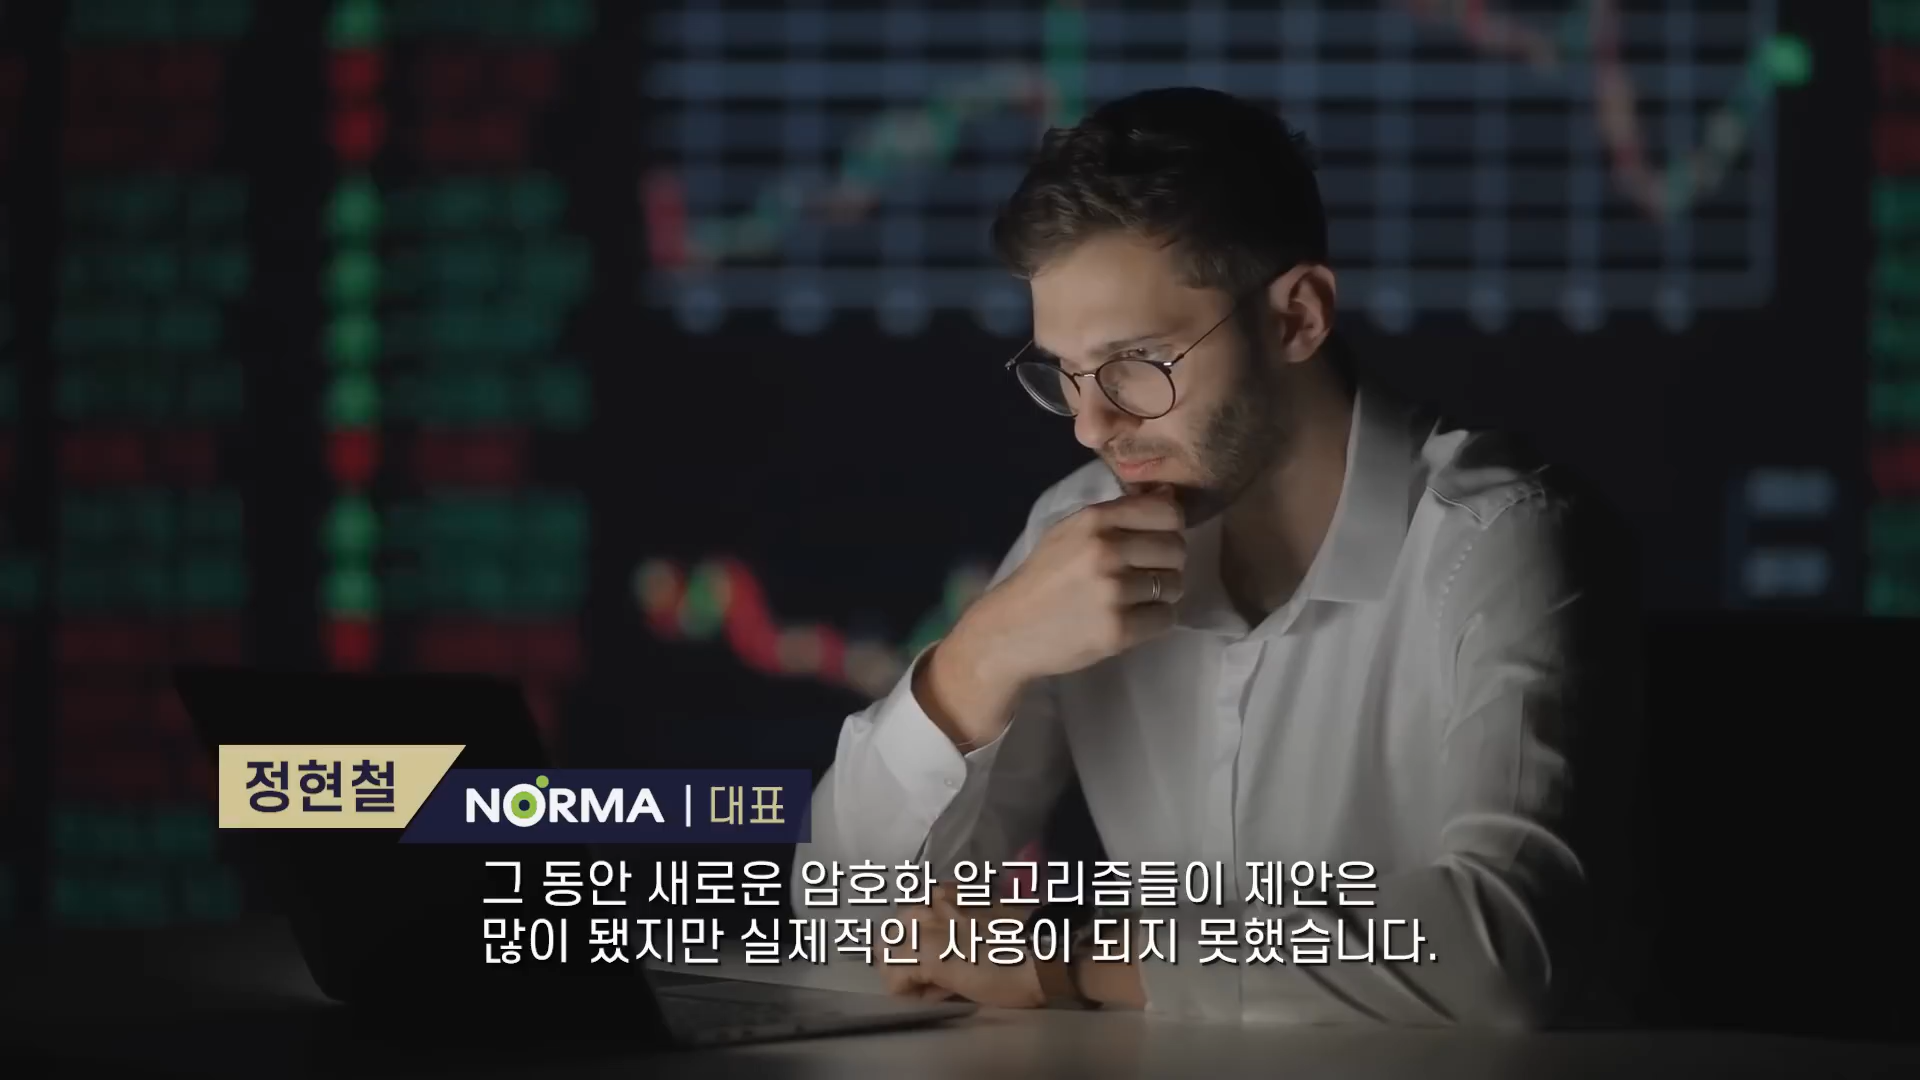 정현철
NORMA | 대표
그 동안 새로운 암호화 알고리즘들이 제안은
많이 됐지만 실제적인 사용이 되지 못했습니다.